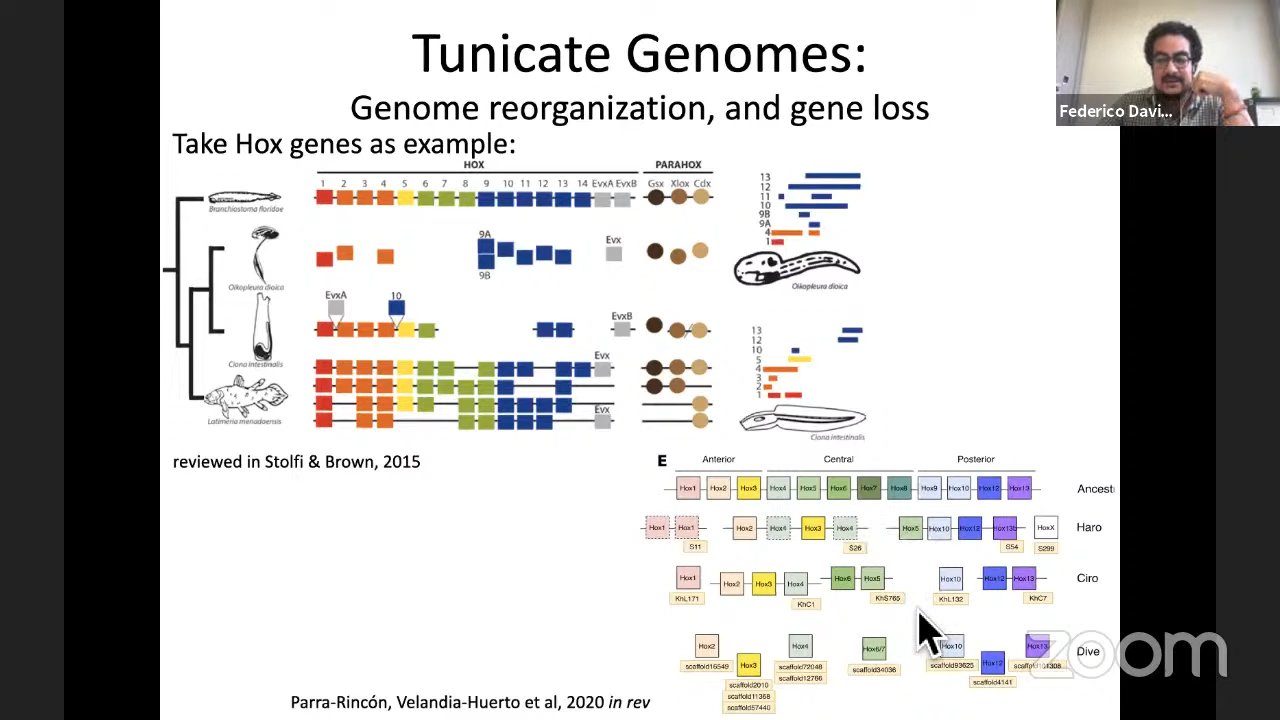 Tunicate Genomes:
Genome reorganization, and gene loss
Federico Davi...
Take Hox genes as example:
HOX
PARAHOX
1 2 3 4 5 6 7 8 9 10 11 12 13 14 EvxA EvxB
Gsx Xlox Cdx
Branchiostoma floridae
9A
9B
Evx
Oikopleura dioica
EvxA
10
EvxB
Ciona intestinalis
Evx
Evx
Latimeria menadoensis
13
12
11
10
9B
9A
4
1
Oikopleura dioica
13
12
10
5
4
3
2
1
Ciona intestinalis
reviewed in Stolfi & Brown, 2015
E
Anterior Central Posterior
Hox1 Hox2 Hox3 Hox4 Hox5 Hox6 Hox7 Hox8 Hox9 Hox10 Hox12 Hox13 Ancest
Hox1 Hox1 Hox2 Hox4 Hox3 Hox4 Hox5 Hox10 Hox12 Hox13b HoxX Haro
S11 S26 S54 S299
Hox1 Hox2 Hox3 Hox4 Hox6 Hox5 Hox10 Hox12 Hox13 Ciro
KhL171 KhC1 KhS765 KhL132 KhC7
Hox2 Hox3 Hox4 Hox6/7 Hox10 Hox12 Hox13 Dive
scaffold16549
scaffold2010
scaffold11368
scaffold57440
scaffold72046
scaffold12766
scaffold34036
scaffold93625
scaffold4141
scaffold101308
zoom
Parra-Rincón, Velandia-Huerto et al, 2020 in rev